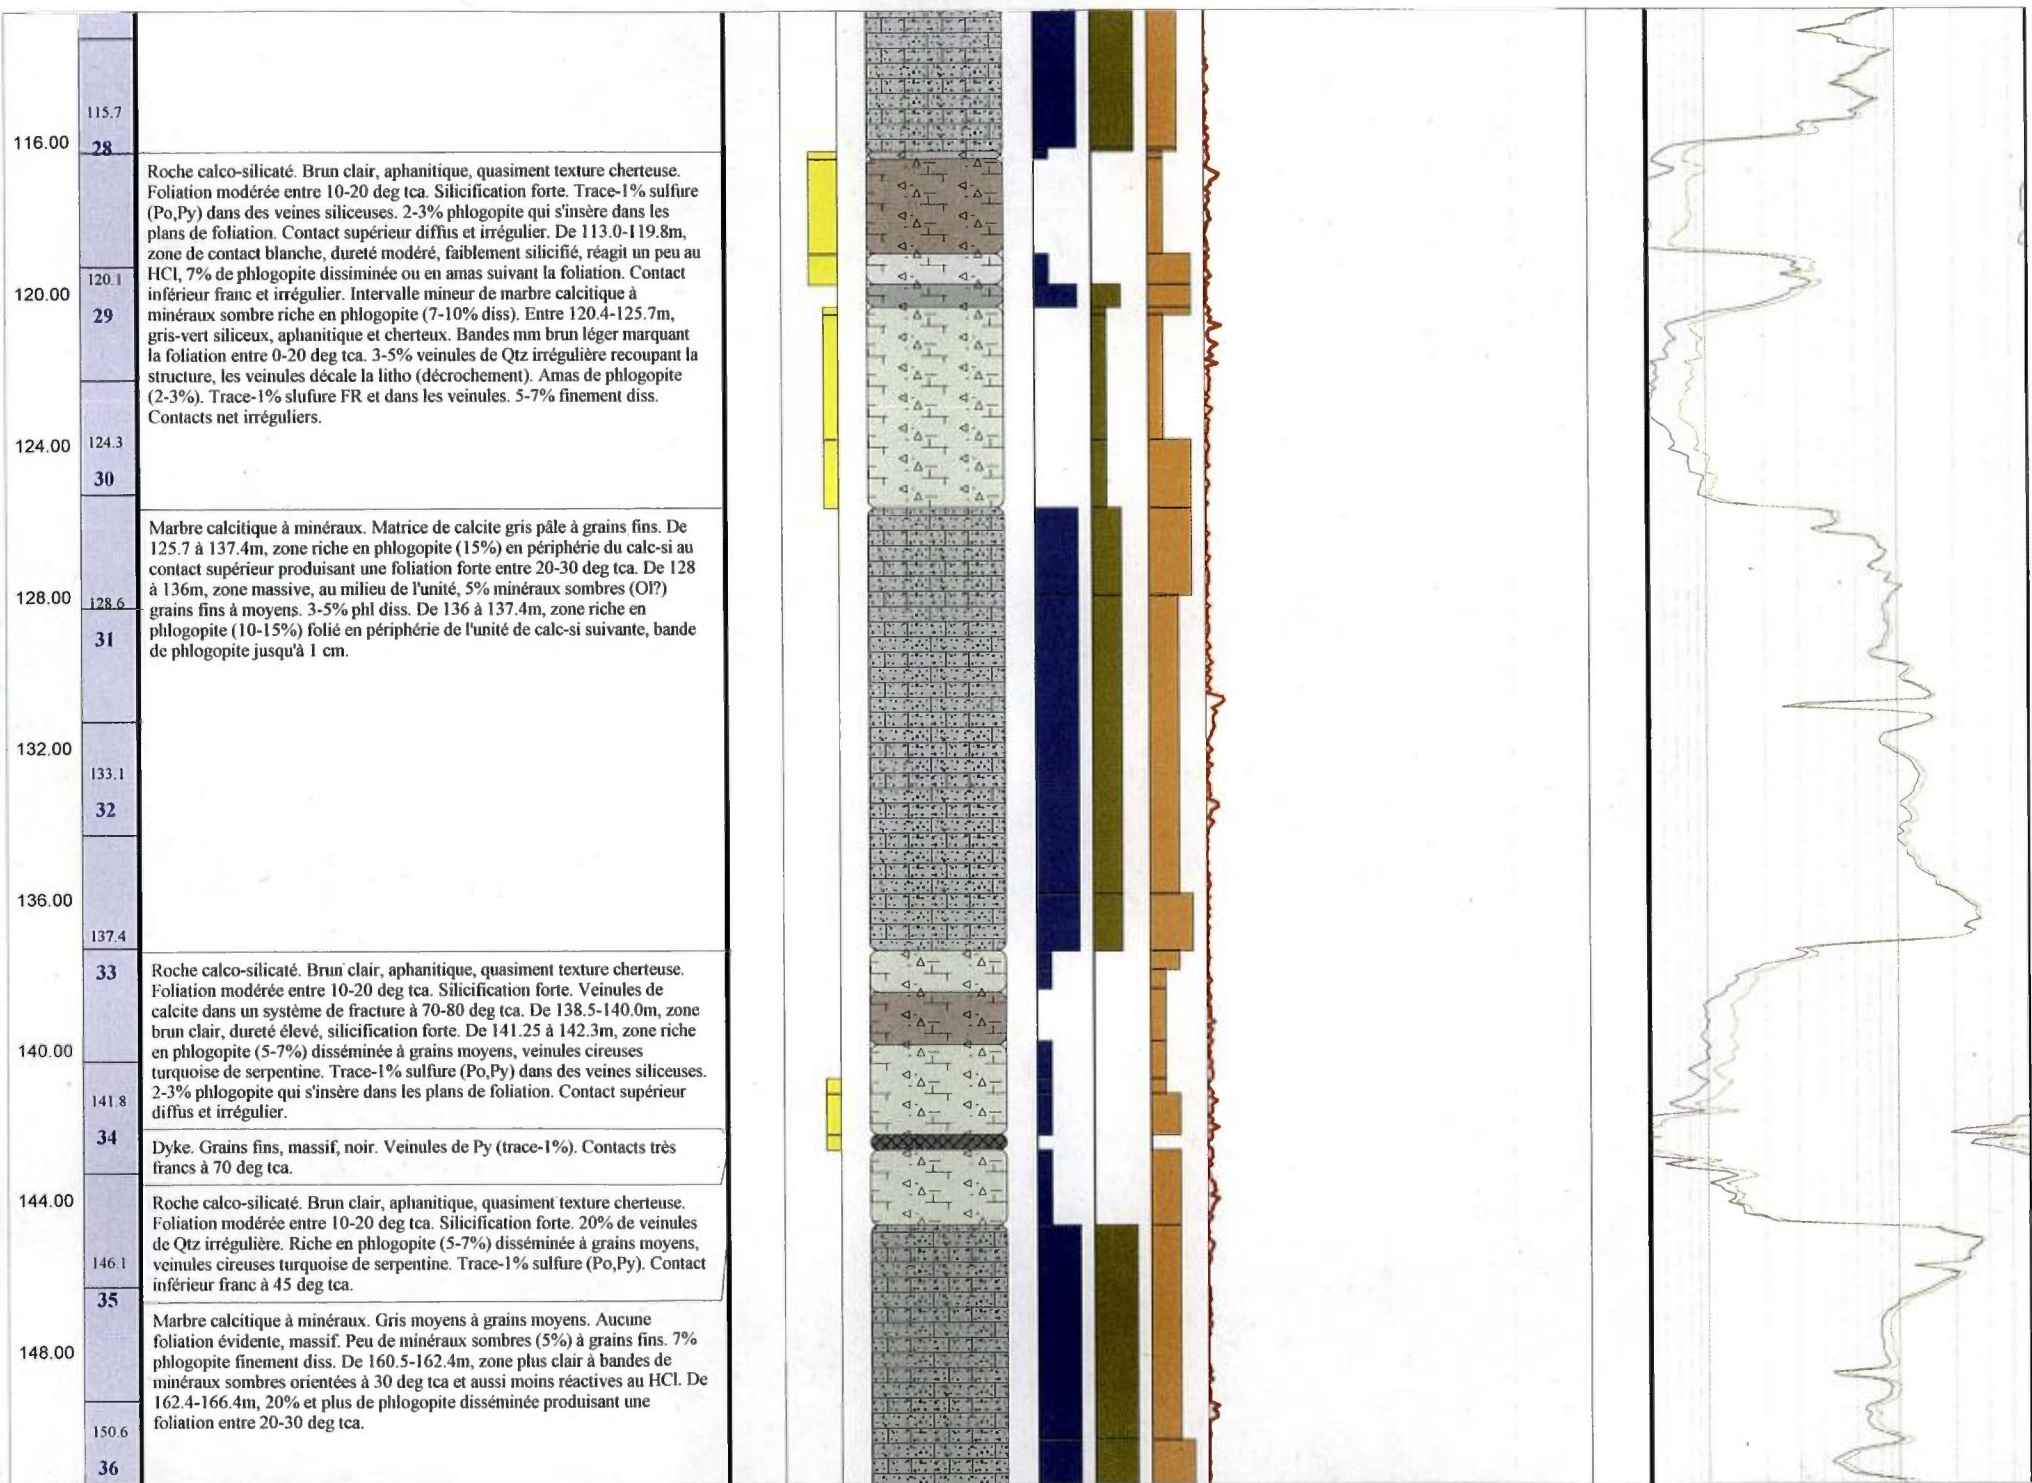 115.7
116.00
28
Roche calco-silicaté. Brun clair, aphanitique, quasiment texture cherteuse.
Foliation modérée entre 10-20 deg tca. Silicification forte. Trace-1% sulfure
(Po,Py) dans des veines siliceuses. 2-3% phlogopite qui s'insère dans les
plans de foliation. Contact supérieur diffus et irrégulier. De 113.0-119.8m,
zone de contact blanche, dureté modéré, faiblement silicifié, réagit un peu au
HCl, 7% de phlogopite dissiminée ou en amas suivant la foliation. Contact
inférieur franc et irrégulier. Intervalle mineur de marbre calcitique à
minéraux sombre riche en phlogopite (7-10% diss). Entre 120.4-125.7m,
gris-vert siliceux, aphanitique et cherteux. Bandes mm brun léger marquant
la foliation entre 0-20 deg tca. 3-5% veinules de Qtz irrégulière recoupant la
structure, les veinules décale la litho (décrochement). Amas de phlogopite
(2-3%). Trace-1% slufure FR et dans les veinules. 5-7% finement diss.
Contacts net irréguliers.
120.1
120.00
29
124.3
124.00
30
Marbre calcitique à minéraux. Matrice de calcite gris pâle à grains fins. De
125.7 à 137.4m, zone riche en phlogopite (15%) en périphérie du calc-si au
contact supérieur produisant une foliation forte entre 20-30 deg tca. De 128
à 136m, zone massive, au milieu de l'unité, 5% minéraux sombres (Ol?)
grains fins à moyens. 3-5% phl diss. De 136 à 137.4m, zone riche en
phlogopite (10-15%) folié en périphérie de l'unité de calc-si suivante, bande
de phlogopite jusqu'à 1 cm.
128.00
128.6
31
132.00
133.1
32
136.00
137.4
33
Roche calco-silicaté. Brun clair, aphanitique, quasiment texture cherteuse.
Foliation modérée entre 10-20 deg tca. Silicification forte. Veinules de
calcite dans un système de fracture à 70-80 deg tca. De 138.5-140.0m, zone
brun clair, dureté élevé, silicification forte. De 141.25 à 142.3m, zone riche
en phlogopite (5-7%) disséminée à grains moyens, veinules cireuses
turquoise de serpentine. Trace-1% sulfure (Po,Py) dans des veines siliceuses.
2-3% phlogopite qui s'insère dans les plans de foliation. Contact supérieur
diffus et irrégulier.
140.00
141.8
34
Dyke. Grains fins, massif, noir. Veinules de Py (trace-1%). Contacts très
francs à 70 deg tca.
144.00
Roche calco-silicaté. Brun clair, aphanitique, quasiment texture cherteuse.
Foliation modérée entre 10-20 deg tca. Silicification forte. 20% de veinules
de Qtz irrégulière. Riche en phlogopite (5-7%) disséminée à grains moyens,
veinules cireuses turquoise de serpentine. Trace-1% sulfure (Po,Py). Contact
inférieur franc à 45 deg tca.
146.1
35
Marbre calcitique à minéraux. Gris moyens à grains moyens. Aucune
foliation évidente, massif. Peu de minéraux sombres (5%) à grains fins. 7%
phlogopite finement diss. De 160.5-162.4m, zone plus clair à bandes de
minéraux sombres orientées à 30 deg tca et aussi moins réactives au HCl. De
162.4-166.4m, 20% et plus de phlogopite disséminée produisant une
foliation entre 20-30 deg tca.
148.00
150.6
36